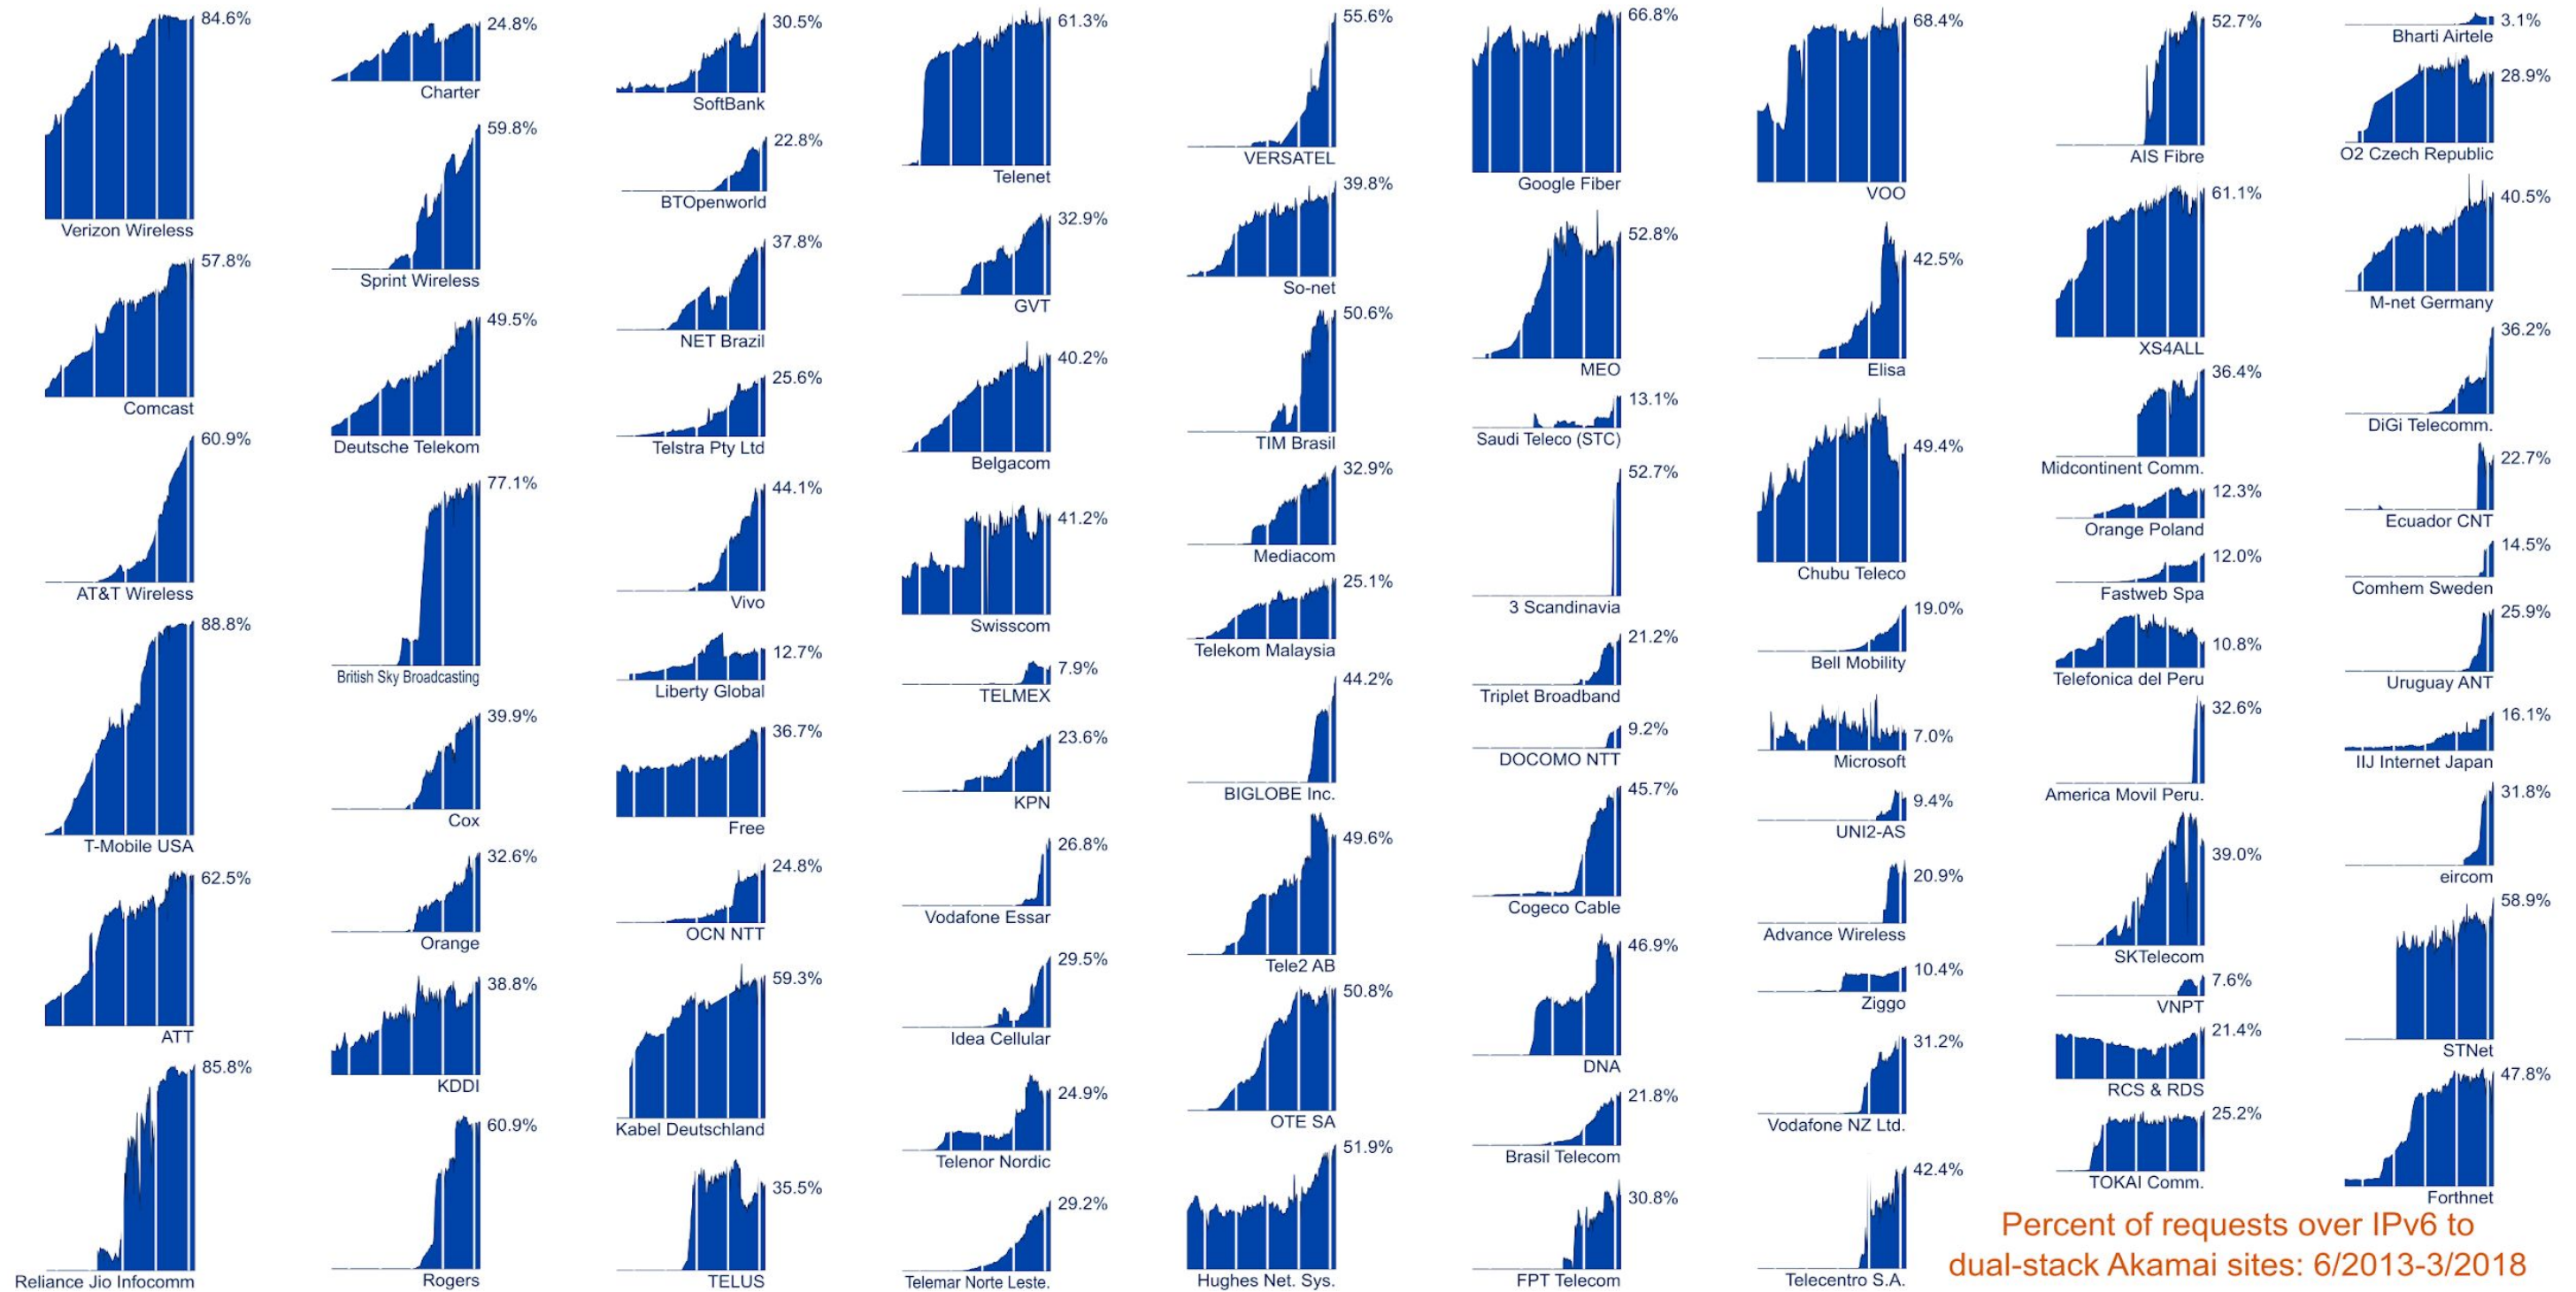 84.6%
Verizon Wireless
57.8%
Comcast
60.9%
AT&T Wireless
88.8%
T-Mobile USA
62.5%
ATT
85.8%
Reliance Jio Infocomm
24.8%
Charter
59.8%
Sprint Wireless
49.5%
Deutsche Telekom
77.1%
British Sky Broadcasting
39.9%
Cox
32.6%
Orange
38.8%
KDDI
60.9%
Rogers
30.5%
SoftBank
22.8%
BTOpenworld
37.8%
NET Brazil
25.6%
Telstra Pty Ltd
44.1%
Vivo
12.7%
Liberty Global
36.7%
Free
24.8%
OCN NTT
59.3%
Kabel Deutschland
35.5%
TELUS
61.3%
Telenet
32.9%
GVT
40.2%
Belgacom
41.2%
Swisscom
7.9%
TELMEX
23.6%
KPN
26.8%
Vodafone Essar
29.5%
Idea Cellular
24.9%
Telenor Nordic
29.2%
Telemar Norte Leste.
55.6%
VERSATEL
39.8%
So-net
50.6%
TIM Brasil
32.9%
Mediacom
25.1%
Telekom Malaysia
44.2%
BIGLOBE Inc.
49.6%
Tele2 AB
50.8%
OTE SA
51.9%
Hughes Net. Sys.
66.8%
Google Fiber
52.8%
MEO
13.1%
Saudi Teleco (STC)
52.7%
3 Scandinavia
21.2%
Triplet Broadband
9.2%
DOCOMO NTT
45.7%
Cogeco Cable
46.9%
DNA
21.8%
Brasil Telecom
30.8%
FPT Telecom
68.4%
VOO
42.5%
Elisa
49.4%
Chubu Teleco
19.0%
Bell Mobility
7.0%
Microsoft
9.4%
UNI2-AS
20.9%
Advance Wireless
10.4%
Ziggo
31.2%
Vodafone NZ Ltd.
42.4%
Telecentro S.A.
52.7%
AIS Fibre
61.1%
XS4ALL
36.4%
Midcontinent Comm.
12.3%
Orange Poland
12.0%
Fastweb Spa
10.8%
Telefonica del Peru
32.6%
America Movil Peru.
39.0%
SKTelecom
7.6%
VNPT
21.4%
RCS & RDS
25.2%
TOKAI Comm.
3.1%
Bharti Airtele
28.9%
O2 Czech Republic
40.5%
M-net Germany
36.2%
DiGi Telecomm.
22.7%
Ecuador CNT
14.5%
Comhem Sweden
25.9%
Uruguay ANT
16.1%
IIJ Internet Japan
31.8%
eircom
58.9%
STNet
47.8%
Forthnet
Percent of requests over IPv6 to
dual-stack Akamai sites: 6/2013-3/2018